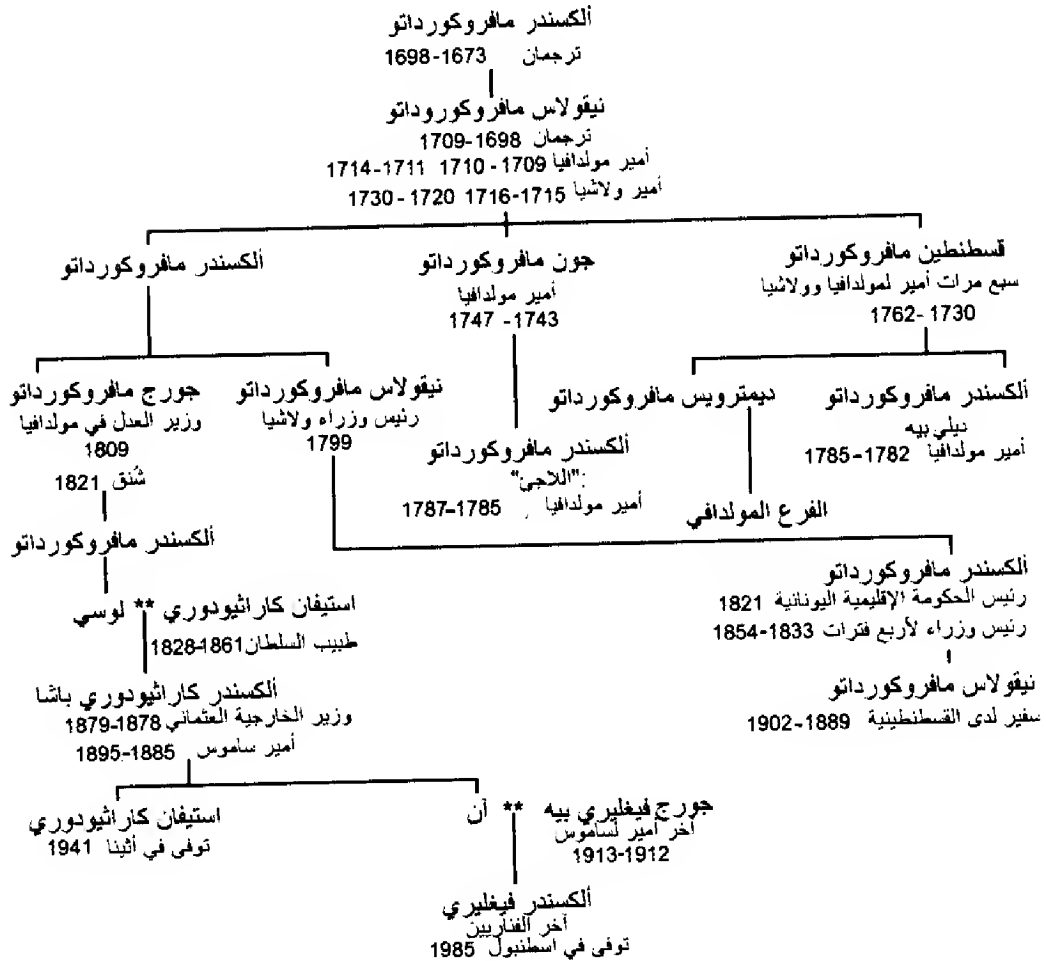 ألكسندر مافروكورداتو
ترجمان 1673-1698
نيقولاس مافروكوروداتو
ترجمان 1698-1709
أمير مولدافيا 1709-1710 1711-1714
أمير ولاشيا 1715-1716 1720-1730
قسطنطين مافروكورداتو
سبع مرات أمير لمولدافيا وولاشيا
1730-1762
جون مافروكورداتو
أمير مولدافيا
1743-1747
ألكسندر مافروكورداتو
ألكسندر مافروكورداتو
ديلي بيه
أمير مولدافيا 1782-1785
ديمترويس مافروكورداتو
الفرع المولدافي
ألكسندر مافروكورداتو
"اللاجئ":
أمير مولدافيا 1785-1787
نيقولاس مافروكورداتو
رئيس وزراء ولاشيا
1799
جورج مافروكورداتو
وزير العدل في مولدافيا
1809
شُنق 1821
ألكسندر مافروكورداتو
ألكسندر مافروكورداتو
رئيس الحكومة الإقليمية اليونانية 1821
رئيس وزراء لأربع فترات 1833-1854
نيقولاس مافروكورداتو
سفير لدى القسطنطينية 1889-1902
استيفان كاراثيودوري ** لوسي
طبيب السلطان 1828-1861
ألكسندر كاراثيودوري باشا
وزير الخارجية العثماني 1878-1879
أمير ساموس 1885-1895
جورج فيغليري بيه ** آن
آخر أمير لساموس
1912-1913
استيفان كاراثيودوري
توفى في أثينا 1941
ألكسندر فيغليري
آخر الفناريين
توفى في اسطنبول 1985